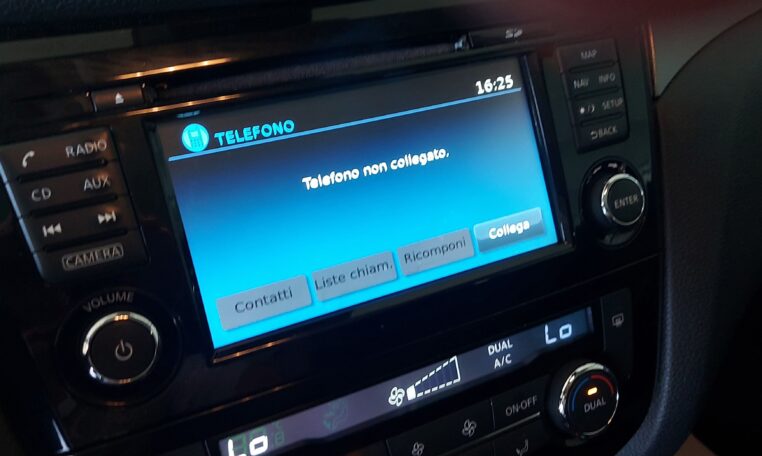 SD
MAP
16:25
NAV INFO
TELEFONO
SETUP
RADIO
BACK
Telefono non collegato.
CD AUX
ENTER
Collega
CAMERA
Ricomponi
Liste chiam.
Contatti
VOLUME
DUAL
Lo
A/C
ON-OFF
DUAL
Lo